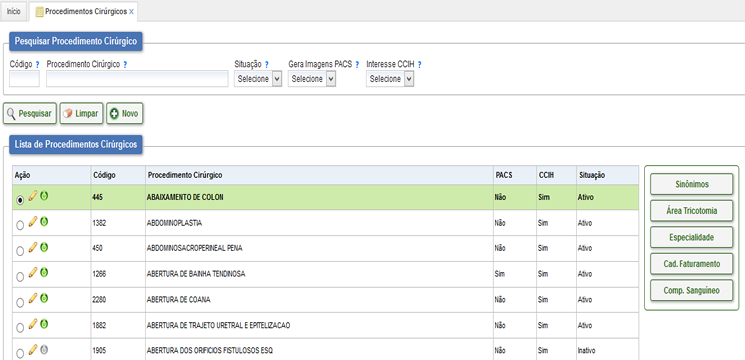 Início Procedimentos Cirúrgicos X
Pesquisar Procedimento Cirúrgico
Código ? Procedimento Cirúrgico ? Situação ? Gera Imagens PACS ? Interesse CCIH ?
Selecione Selecione Selecione
Pesquisar Limpar Novo
Lista de Procedimentos Cirúrgicos
Ação Código Procedimento Cirúrgico PACS CCIH Situação
445 ABAIXAMENTO DE COLON Não Sim Ativo
1382 ABDOMINOPLASTIA Não Sim Ativo
450 ABDOMINOSACROPERINEAL PENA Não Sim Ativo
1266 ABERTURA DE BAINHA TENDINOSA Sim Sim Ativo
2280 ABERTURA DE COANA Não Sim Ativo
1882 ABERTURA DE TRAJETO URETRAL E EPITELIZACAO Não Sim Ativo
1905 ABERTURA DOS ORIFICIOS FISTULOSOS ESQ Não Sim Inativo
Sinônimos
Área Tricotomia
Especialidade
Cad. Faturamento
Comp. Sanguíneo